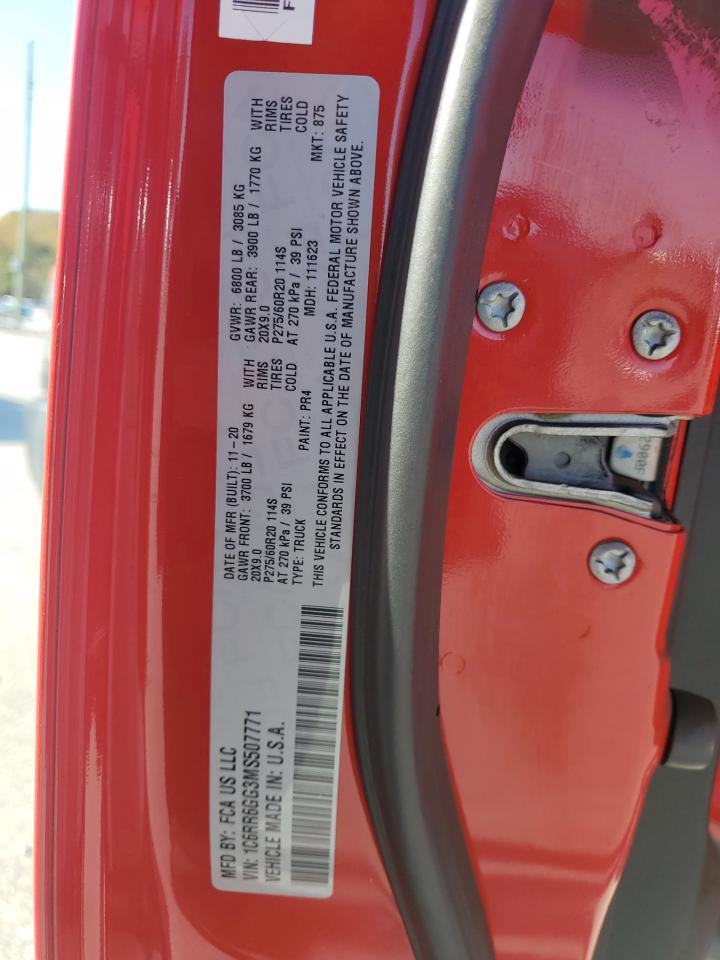 MFD BY: FCA US LLC
VIN: 1C6RR6GG3MS507771
VEHICLE MADE IN: U.S.A.
DATE OF MFR (BUILT): 11-20
GAWR FRONT: 3700 LB / 1679 KG WITH
20X9.0 RIMS
P275/60R20 114S TIRES
AT 270 kPa / 39 PSI COLD
TYPE: TRUCK PAINT: PR4
GVWR: 6800 LB / 3085 KG
GAWR REAR: 3900 LB / 1770 KG WITH
20X9.0 RIMS
P275/60R20 114S TIRES
AT 270 kPa / 39 PSI COLD
MDH: 111623 MKT: 875
THIS VEHICLE CONFORMS TO ALL APPLICABLE U.S.A. FEDERAL MOTOR VEHICLE SAFETY
STANDARDS IN EFFECT ON THE DATE OF MANUFACTURE SHOWN ABOVE.